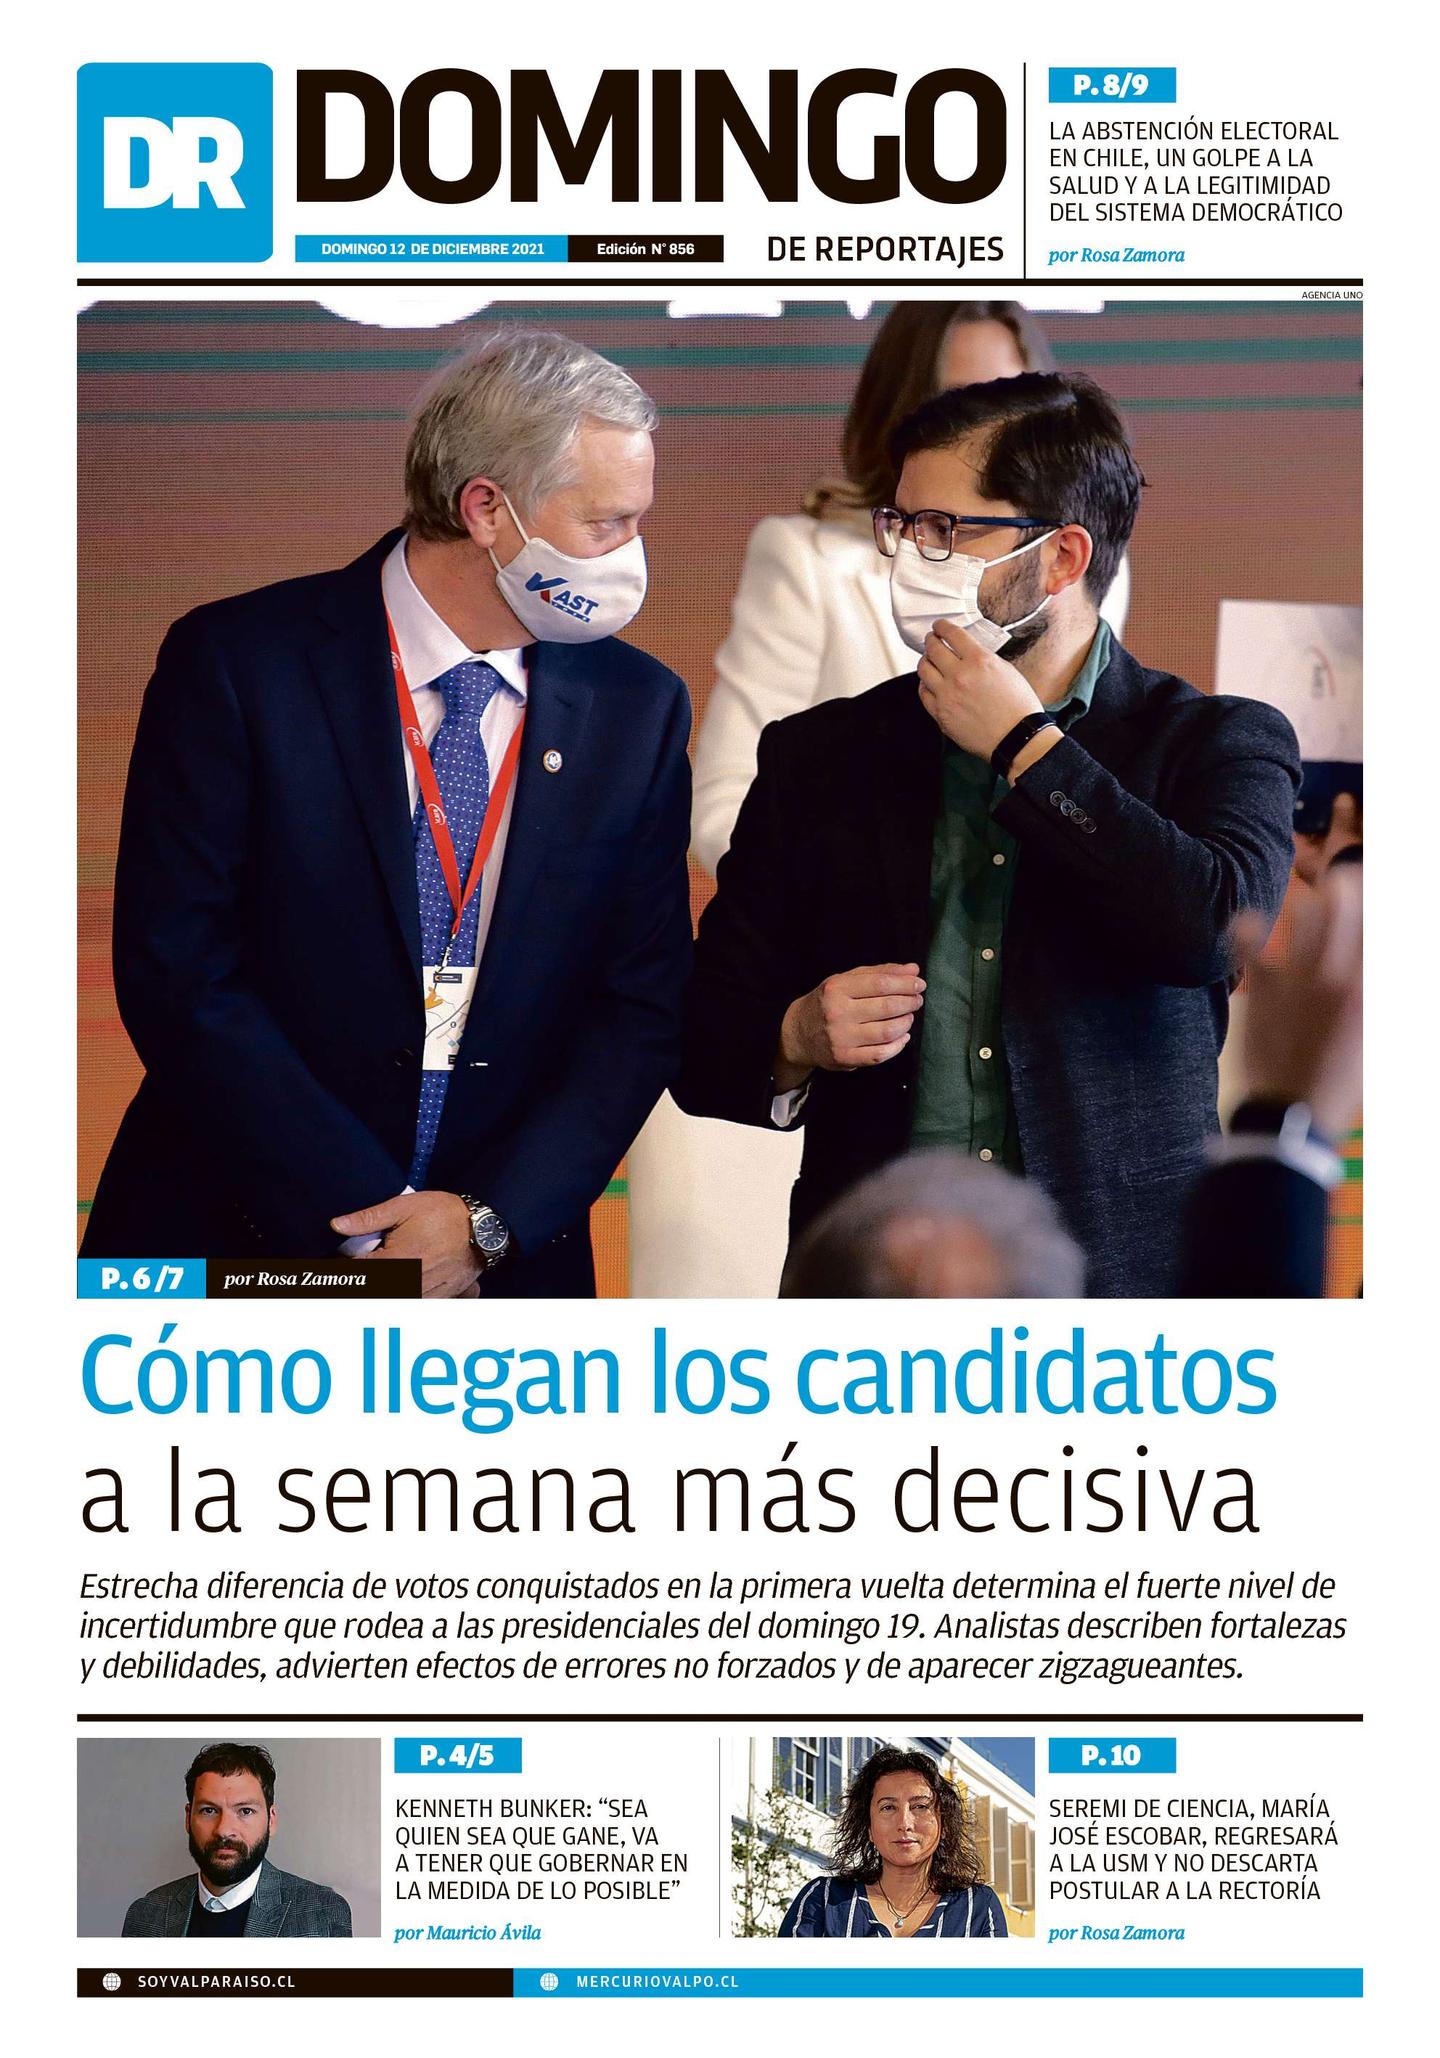 DR
DOMINGO
DOMINGO 12 DE DICIEMBRE 2021
Edición N° 856
DE REPORTAJES
P. 8/9
LA ABSTENCIÓN ELECTORAL
EN CHILE, UN GOLPE A LA
SALUD Y A LA LEGITIMIDAD
DEL SISTEMA DEMOCRÁTICO
por Rosa Zamora
AGENCIA UNO
KAST
P. 6/7
por Rosa Zamora
Cómo llegan los candidatos
a la semana más decisiva
Estrecha diferencia de votos conquistados en la primera vuelta determina el fuerte nivel de
incertidumbre que rodea a las presidenciales del domingo 19. Analistas describen fortalezas
y debilidades, advierten efectos de errores no forzados y de aparecer zigzagueantes.
P. 4/5
KENNETH BUNKER: “SEA
QUIEN SEA QUE GANE, VA
A TENER QUE GOBERNAR EN
LA MEDIDA DE LO POSIBLE”
por Mauricio Ávila
P. 10
SEREMI DE CIENCIA, MARÍA
JOSÉ ESCOBAR, REGRESARÁ
A LA USM Y NO DESCARTA
POSTULAR A LA RECTORÍA
por Rosa Zamora
SOYVALPARAISO.CL
MERCURIOVALPO.CL